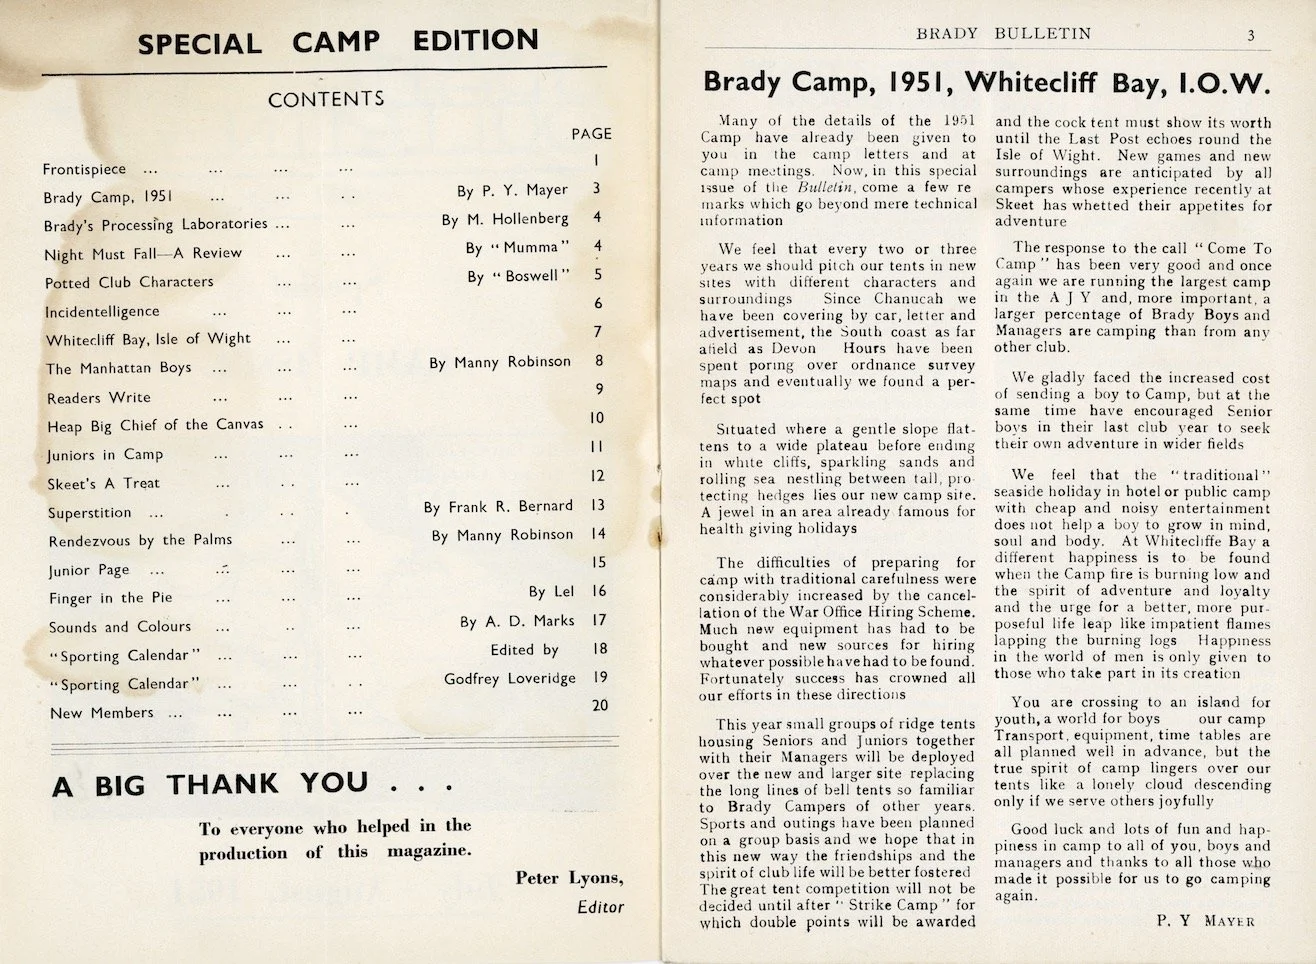 SPECIAL CAMP EDITION
CONTENTS
PAGE
Frontispiece ... ... ... ... 1
Brady Camp, 1951 ... ... . . By P. Y. Mayer 3
Brady's Processing Laboratories ... ... By M. Hollenberg 4
Night Must Fall—A Review ... ... By "Mumma" 4
Potted Club Characters ... ... By "Boswell" 5
Incidentelligence ... ... ... 6
Whitecliff Bay, Isle of Wight ... ... 7
The Manhattan Boys ... ... ... By Manny Robinson 8
Readers Write ... ... ... 9
Heap Big Chief of the Canvas . . ... 10
Juniors in Camp ... ... ... 11
Skeet's A Treat ... . . ... 12
Superstition ... . . . . By Frank R. Bernard 13
Rendezvous by the Palms ... ... By Manny Robinson 14
Junior Page ... ... ... ... 15
Finger in the Pie ... ... ... By Lel 16
Sounds and Colours ... .. ... By A. D. Marks 17
"Sporting Calendar" ... ... ... Edited by 18
"Sporting Calendar" ... ... . . Godfrey Loveridge 19
New Members ... ... ... ... 20
A BIG THANK YOU . . .
To everyone who helped in the
production of this magazine.
Peter Lyons,
Editor
BRADY BULLETIN 3
Brady Camp, 1951, Whitecliff Bay, I.O.W.
Many of the details of the 1951
Camp have already been given to
you in the camp letters and at
camp meetings. Now, in this special
issue of the Bulletin, come a few re
marks which go beyond mere technical
information
We feel that every two or three
years we should pitch our tents in new
sites with different characters and
surroundings Since Chanucah we
have been covering by car, letter and
advertisement, the South coast as far
afield as Devon Hours have been
spent poring over ordnance survey
maps and eventually we found a per-
fect spot
Situated where a gentle slope flat-
tens to a wide plateau before ending
in white cliffs, sparkling sands and
rolling sea nestling between tall, pro-
tecting hedges lies our new camp site.
A jewel in an area already famous for
health giving holidays
The difficulties of preparing for
camp with traditional carefulness were
considerably increased by the cancel-
lation of the War Office Hiring Scheme.
Much new equipment has had to be
bought and new sources for hiring
whatever possible have had to be found.
Fortunately success has crowned all
our efforts in these directions
This year small groups of ridge tents
housing Seniors and Juniors together
with their Managers will be deployed
over the new and larger site replacing
the long lines of bell tents so familiar
to Brady Campers of other years.
Sports and outings have been planned
on a group basis and we hope that in
this new way the friendships and the
spirit of club life will be better fostered
The great tent competition will not be
decided until after "Strike Camp" for
which double points will be awarded
and the cock tent must show its worth
until the Last Post echoes round the
Isle of Wight. New games and new
surroundings are anticipated by all
campers whose experience recently at
Skeet has whetted their appetites for
adventure
The response to the call "Come To
Camp" has been very good and once
again we are running the largest camp
in the A J Y and, more important, a
larger percentage of Brady Boys and
Managers are camping than from any
other club.
We gladly faced the increased cost
of sending a boy to Camp, but at the
same time have encouraged Senior
boys in their last club year to seek
their own adventure in wider fields
We feel that the "traditional"
seaside holiday in hotel or public camp
with cheap and noisy entertainment
does not help a boy to grow in mind,
soul and body. At Whitecliffe Bay a
different happiness is to be found
when the Camp fire is burning low and
the spirit of adventure and loyalty
and the urge for a better, more pur-
poseful life leap like impatient flames
lapping the burning logs Happiness
in the world of men is only given to
those who take part in its creation
You are crossing to an island for
youth, a world for boys our camp
Transport, equipment, time tables are
all planned well in advance, but the
true spirit of camp lingers over our
tents like a lonely cloud descending
only if we serve others joyfully
Good luck and lots of fun and hap-
piness in camp to all of you, boys and
managers and thanks to all those who
made it possible for us to go camping
again.
P. Y MAYER